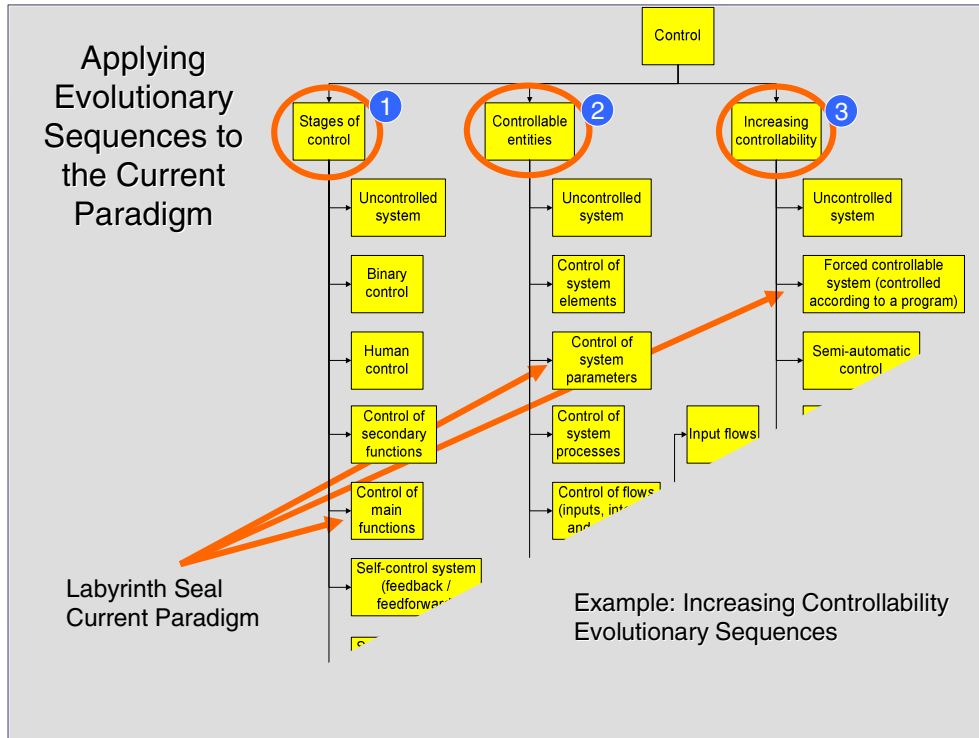 Applying
Evolutionary
Sequences to
the Current
Paradigm
Control
1
Stages of
control
2
Controllable
entities
3
Increasing
controllability
Uncontrolled
system
Binary
control
Human
control
Control of
secondary
functions
Control of
main
functions
Self-control system
(feedback /
feedforward
Uncontrolled
system
Control of
system
elements
Control of
system
parameters
Control of
system
processes
Control of flows
(inputs,
and
Input flows
Uncontrolled
system
Forced controllable
system (controlled
according to a program)
Semi-automatic
control
Labyrinth Seal
Current Paradigm
Example: Increasing Controllability
Evolutionary Sequences